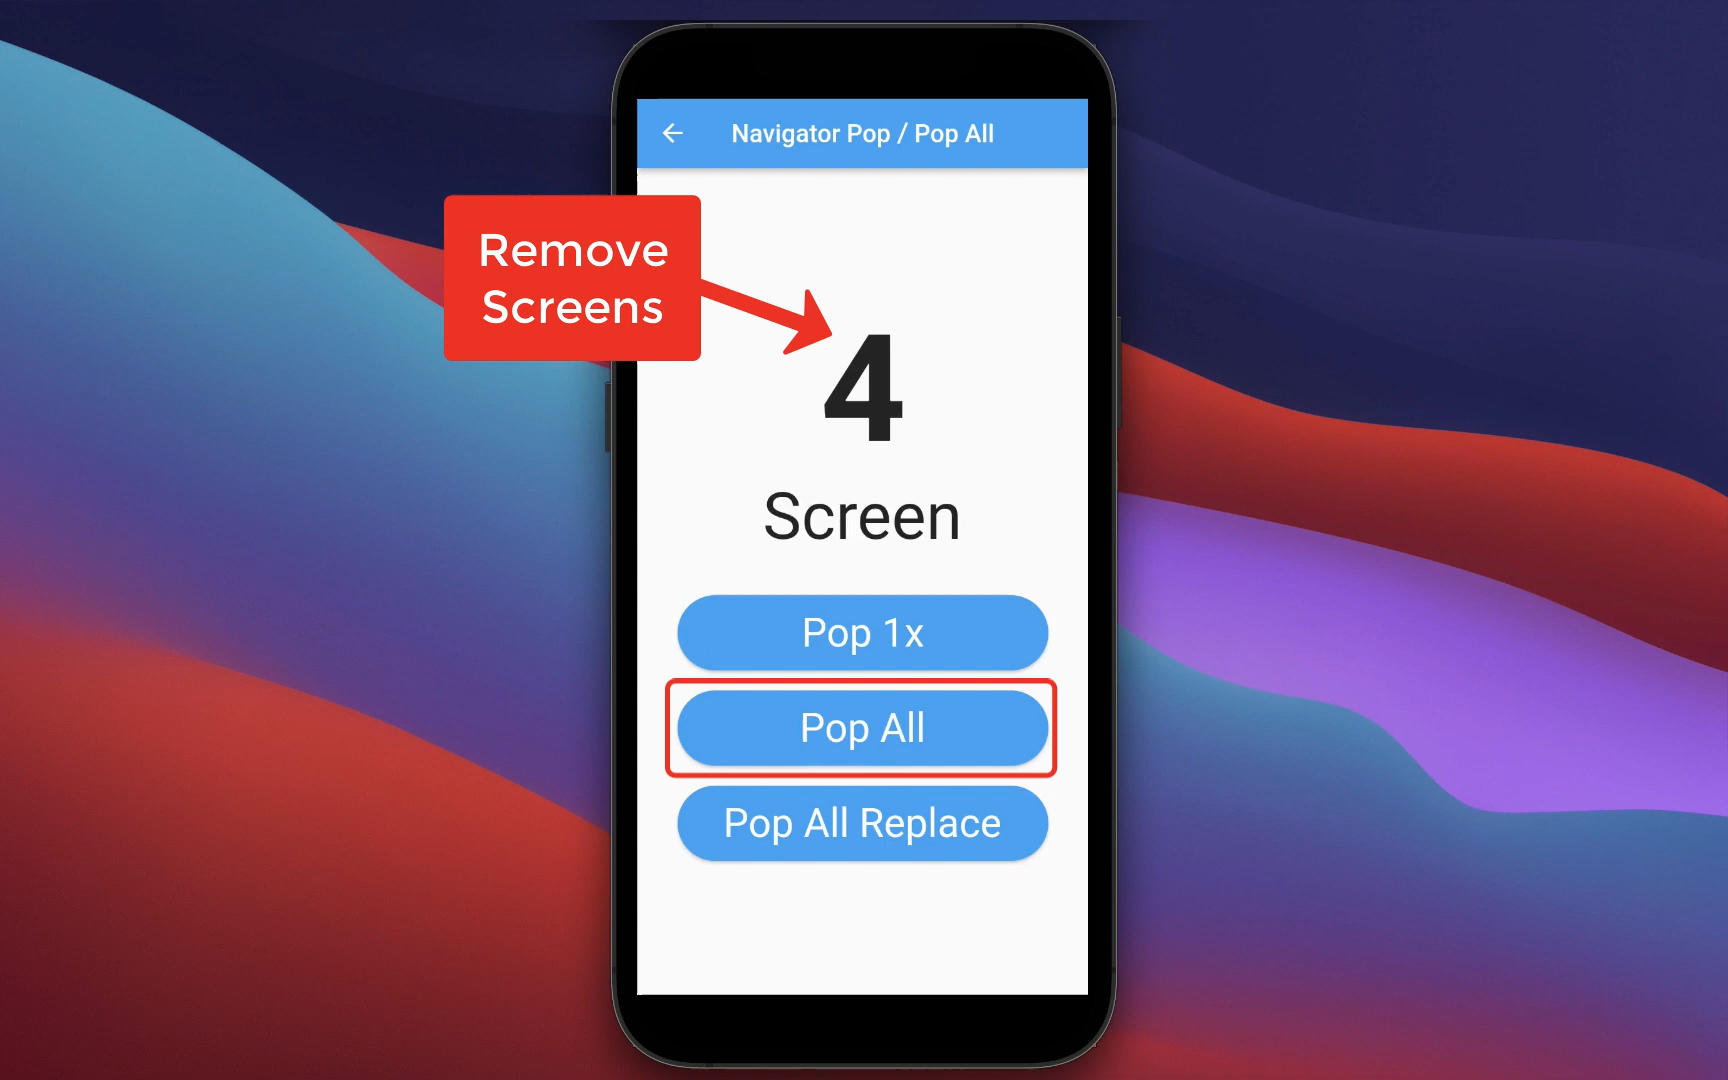 Navigator Pop / Pop All
Remove
Screens
4
Screen
Pop 1x
Pop All
Pop All Replace